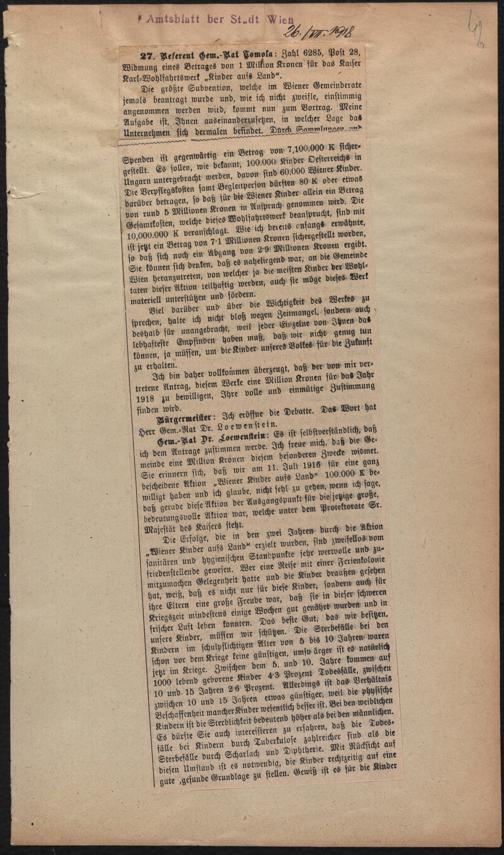 Amtsblatt der Stadt Wien
26./VII. 1918
27. Referent Gem.-Rat Tomola: Zahl 6285, Post 28,
Widmung eines Betrages von 1 Million Kronen für das Kaiser
Karl-Wohlfahrtswerk „Kinder aufs Land“.
Die größte Subvention, welche im Wiener Gemeinderate
jemals beantragt wurde und, wie ich nicht zweifle, einstimmig
angenommen werden wird, kommt nun zum Vortrag. Meine
Aufgabe ist, Ihnen auseinanderzusetzen, in welcher Lage das
Unternehmen sich dermalen befindet. Durch Sammlungen und
Spenden ist gegenwärtig ein Betrag von 7,100.000 K sicher-
gestellt. Es sollen, wie bekannt, 100.000 Kinder Oesterreichs in
Ungarn untergebracht werden, davon sind 60.000 Wiener Kinder.
Die Verpflegskosten samt Begleitperson dürften 80 K oder etwas
darüber betragen, so daß für die Wiener Kinder allein ein Betrag
von rund 5 Millionen Kronen in Anspruch genommen wird. Die
Gesamtkosten, welche dieses Wohlfahrtswerk beansprucht, sind mit
10,000.000 K veranschlagt. Wie ich bereits anfangs erwähnte,
ist jetzt ein Betrag von 7·1 Millionen Kronen sichergestellt worden,
so daß sich noch ein Abgang von 2·9 Millionen Kronen ergibt.
Sie können sich denken, daß es naheliegend war, an die Gemeinde
Wien heranzutreten, von welcher ja die meisten Kinder der Wohl-
taten dieser Aktion teilhaftig werden, auch sie möge dieses Werk
materiell unterstützen und fördern.
Viel darüber und über die Wichtigkeit des Werkes zu
sprechen, halte ich nicht bloß wegen Zeitmangel, sondern auch
deshalb für unangebracht, weil jeder Einzelne von Ihnen das
lebhafteste Empfinden haben muß, daß wir nicht genug tun
können, ja müssen, um die Kinder unseres Volkes für die Zukunft
zu erhalten.
Ich bin daher vollkommen überzeugt, daß der von mir ver-
tretene Antrag, diesem Werke eine Million Kronen für das Jahr
1918 zu bewilligen, Ihre volle und einmütige Zustimmung
finden wird.
Bürgermeister: Ich eröffne die Debatte. Das Wort hat
Herr Gem.-Rat Dr. Loewenstein.
Gem.-Rat Dr. Loewenstein: Es ist selbstverständlich, daß
ich dem Antrage zustimmen werde. Ich freue mich, daß die Ge-
meinde eine Million Kronen diesem besonderen Zwecke widmet.
Sie erinnern sich, daß wir am 11. Juli 1916 für eine ganz
bescheidene Aktion „Wiener Kinder aufs Land“ 100.000 K be-
willigt haben und ich glaube, nicht fehl zu gehen, wenn ich sage,
daß gerade diese Aktion der Ausgangspunkt für die jetzige große,
bedeutungsvolle Aktion war, welche unter dem Protektorate Sr.
Majestät des Kaisers steht.
Die Erfolge, die in den zwei Jahren durch die Aktion
„Wiener Kinder aufs Land“ erzielt wurden, sind zweifellos vom
sanitären und hygienischen Standpunkte sehr wertvolle und zu-
friedenstellende gewesen. Wer eine Reise mit einer Ferienkolonie
mitzumachen Gelegenheit hatte und die Kinder draußen gesehen
hat, weiß, daß es nicht nur für diese Kinder, sondern auch für
ihre Eltern eine große Freude war, daß sie in dieser schweren
Kriegszeit mindestens einige Wochen gut genährt wurden und in
frischer Luft leben konnten. Das beste Gut, das wir besitzen,
unsere Kinder, müssen wir schützen. Die Sterbefälle bei den
Kindern im schulpflichtigen Alter von 5 bis 10 Jahren waren
schon vor dem Kriege keine günstigen, umso ärger ist es natürlich
jetzt im Kriege. Zwischen dem 5. und 10. Jahre kommen auf
1000 lebend geborene Kinder 4·3 Prozent Todesfälle, zwischen
10 und 15 Jahren 2·6 Prozent. Allerdings ist das Verhältnis
zwischen 10 und 15 Jahren etwas günstiger, weil die physische
Beschaffenheit mancher Kinder wesentlich besser ist. Bei den weiblichen
Kindern ist die Sterblichkeit bedeutend höher als bei den männlichen.
Es dürfte Sie auch interessieren zu erfahren, daß die Todes-
fälle bei Kindern durch Tuberkulose zahlreicher sind als die
Sterbefälle durch Scharlach und Diphtherie. Mit Rücksicht auf
diesen Umstand ist es notwendig, die Kinder rechtzeitig auf eine
gute, gesunde Grundlage zu stellen. Gewiß ist es für die Kinder